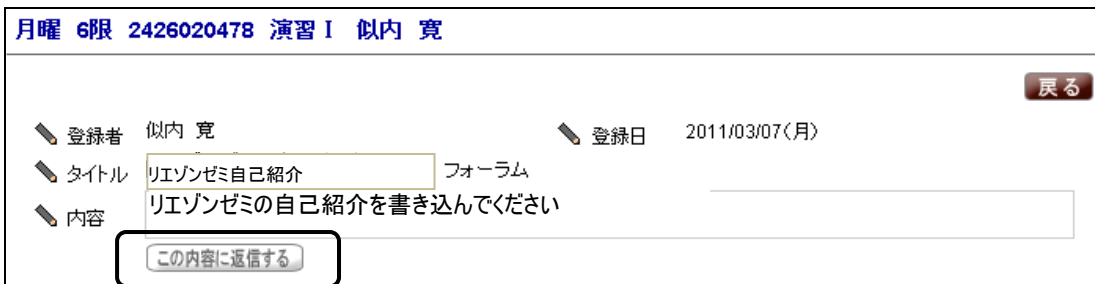 月曜 6限 2426020478 演習Ⅰ 似内 寛
戻る
登録者 似内 寛 登録日 2011/03/07(月)
タイトル リエゾンゼミ自己紹介 フォーラム
内容 リエゾンゼミの自己紹介を書き込んでください
この内容に返信する